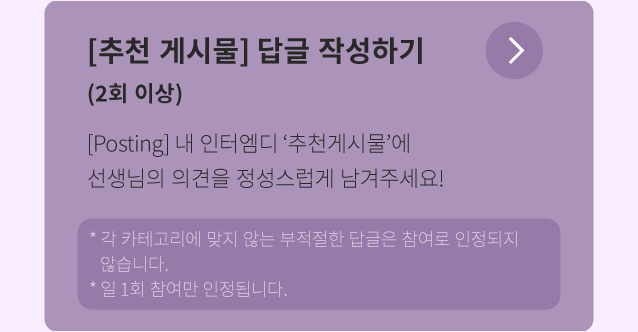 [추천 게시물] 답글 작성하기
(2회 이상)
[Posting] 내 인터엠디 ‘추천게시물’에
선생님의 의견을 정성스럽게 남겨주세요!
* 각 카테고리에 맞지 않는 부적절한 답글은 참여로 인정되지
않습니다.
* 일 1회 참여만 인정됩니다.